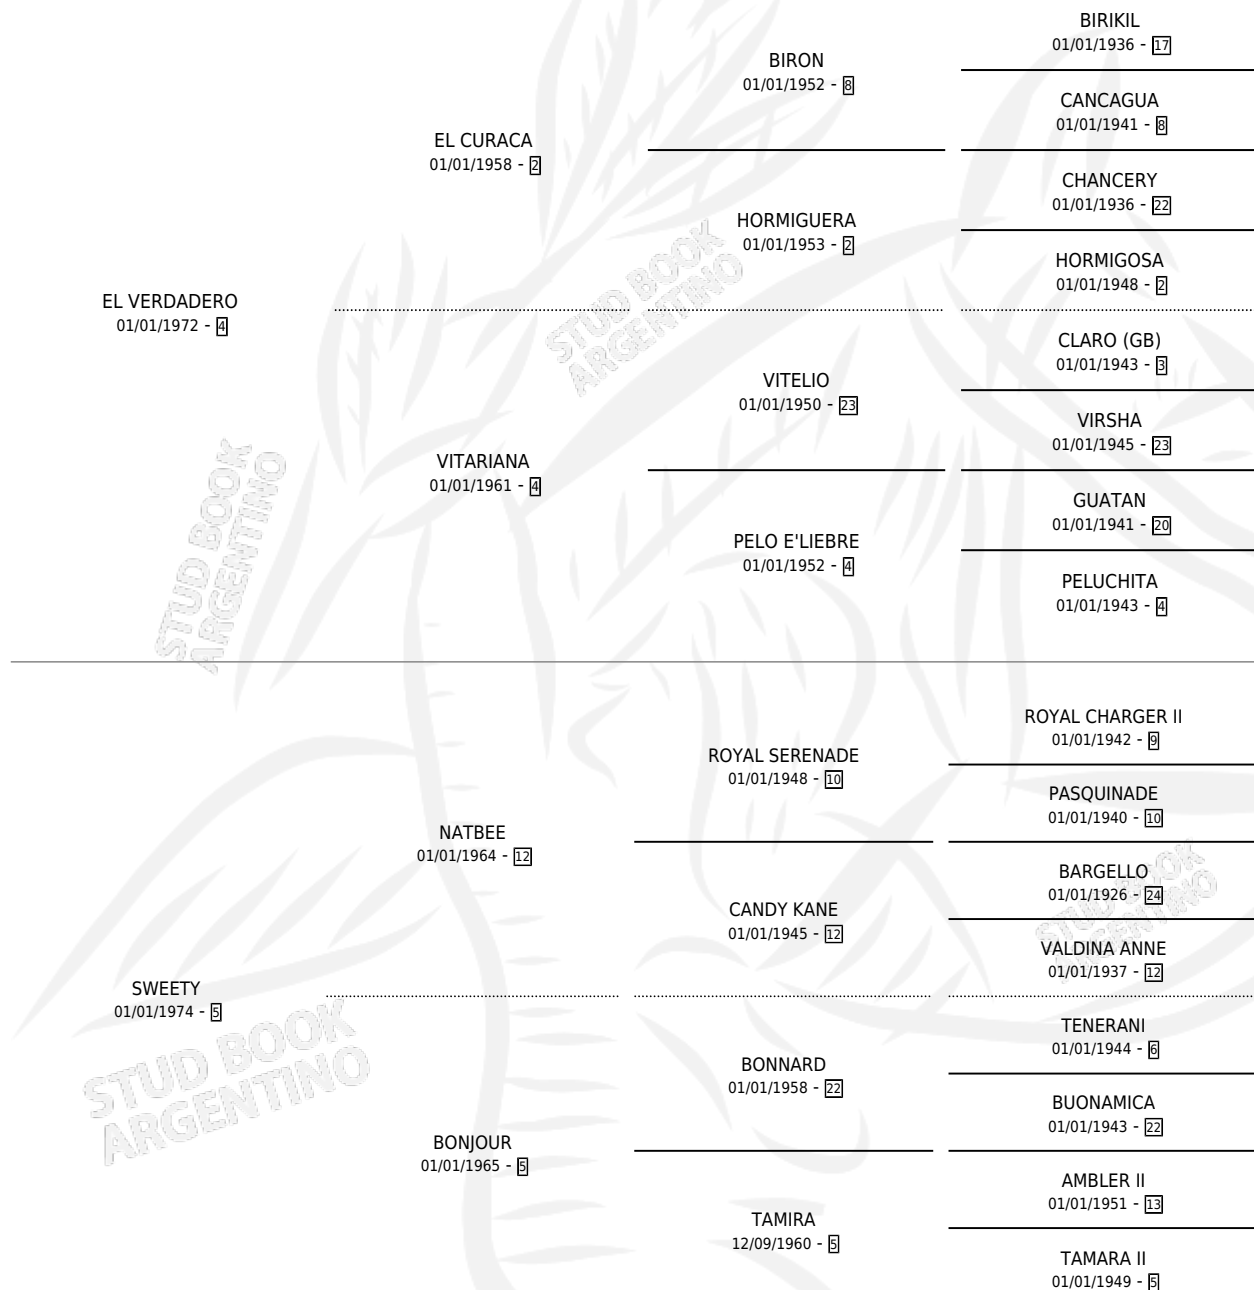 BIRIKIL
01/01/1936 - 17
BIRON
01/01/1952 - 8
CANCAGUA
01/01/1941 - 8
EL CURACA
01/01/1958 - 2
CHANCERY
01/01/1936 - 22
HORMIGUERA
01/01/1953 - 2
HORMIGOSA
01/01/1948 - 2
EL VERDADERO
01/01/1972 - 4
CLARO (GB)
01/01/1943 - 3
VITELIO
01/01/1950 - 23
VIRSHA
01/01/1945 - 23
VITARIANA
01/01/1961 - 4
GUATAN
01/01/1941 - 20
PELO E'LIEBRE
01/01/1952 - 4
PELUCHITA
01/01/1943 - 4
STUD BOOK
ARGENTINO
STUD BOOK
ARGENTINO
ROYAL CHARGER II
01/01/1942 - 9
ROYAL SERENADE
01/01/1948 - 10
PASQUINADE
01/01/1940 - 10
NATBEE
01/01/1964 - 12
BARGELLO
01/01/1926 - 24
CANDY KANE
01/01/1945 - 12
VALDINA ANNE
01/01/1937 - 12
SWEETY
01/01/1974 - 5
TENERANI
01/01/1944 - 6
BONNARD
01/01/1958 - 22
BUONAMICA
01/01/1943 - 22
BONJOUR
01/01/1965 - 5
AMBLER II
01/01/1951 - 13
TAMIRA
12/09/1960 - 5
TAMARA II
01/01/1949 - 5
STUD BOOK
ARGENTINO
STUD BOOK
ARGENTINO